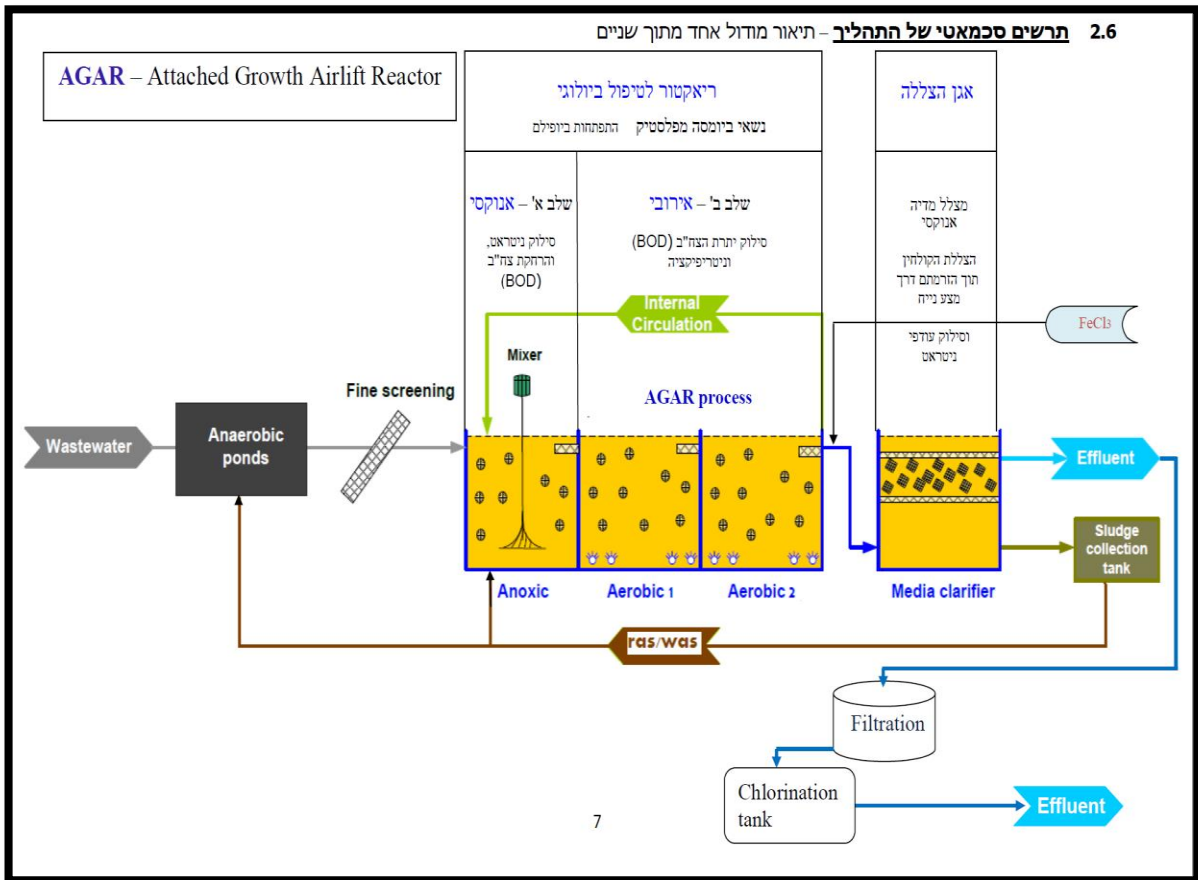 2.6 תרשים סכמאטי של התהליך – תיאור מודול אחד מתוך שניים
AGAR – Attached Growth Airlift Reactor
ריאקטור לטיפול ביולוגי
נשאי ביומסה מפלסטיק התפתחות ביופילם
אגן הצללה
שלב א' – אנוקסי
סילוק ניטראט,
והרחקת צח"ב
(BOD)
שלב ב' – אירובי
סילוק יתרת הצח"ב (BOD)
וניטריפיקציה
מצלל מדיה
אנוקסי
הצללת הקולחין
תוך הזרמתם דרך
מצע נייח
וסילוק עודפי
ניטראט
Internal
Circulation
FeCl3
Mixer
Fine screening
AGAR process
Wastewater
Anaerobic
ponds
Effluent
Sludge
collection
tank
Anoxic
Aerobic 1
Aerobic 2
Media clarifier
ras/was
Filtration
Chlorination
tank
Effluent
7